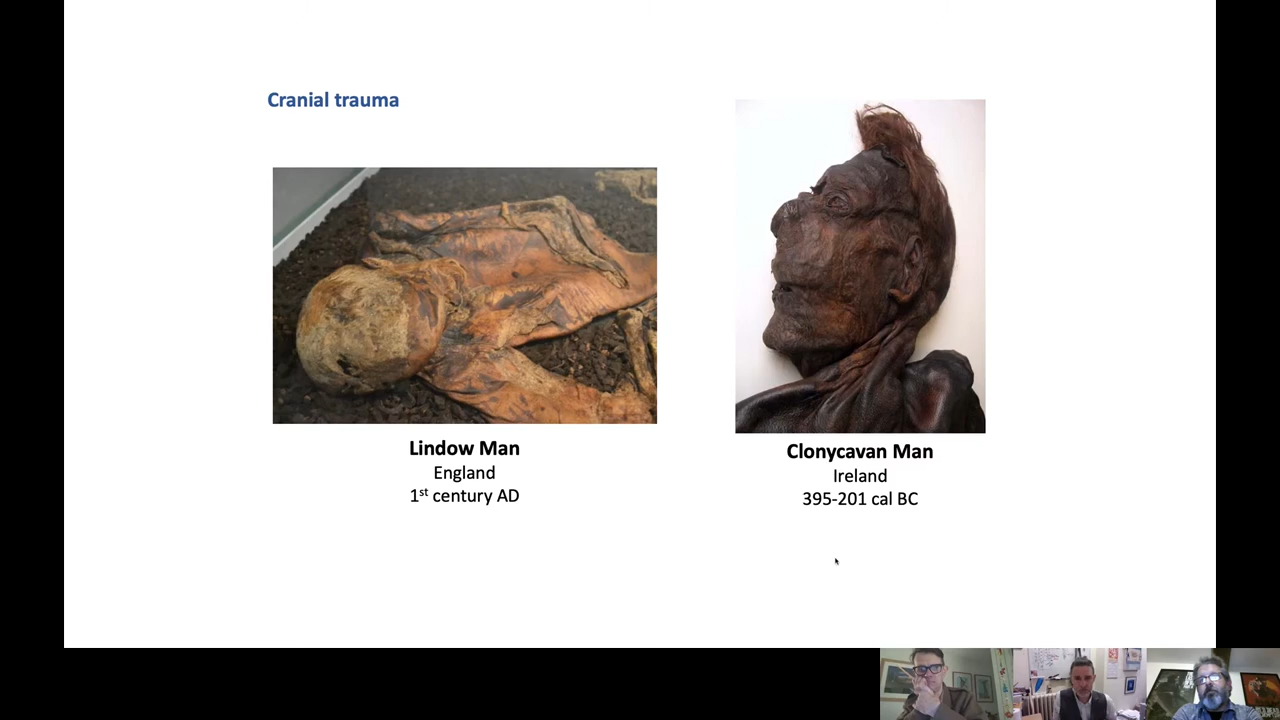 Cranial trauma
Lindow Man
England
1st century AD
Clonycavan Man
Ireland
395-201 cal BC